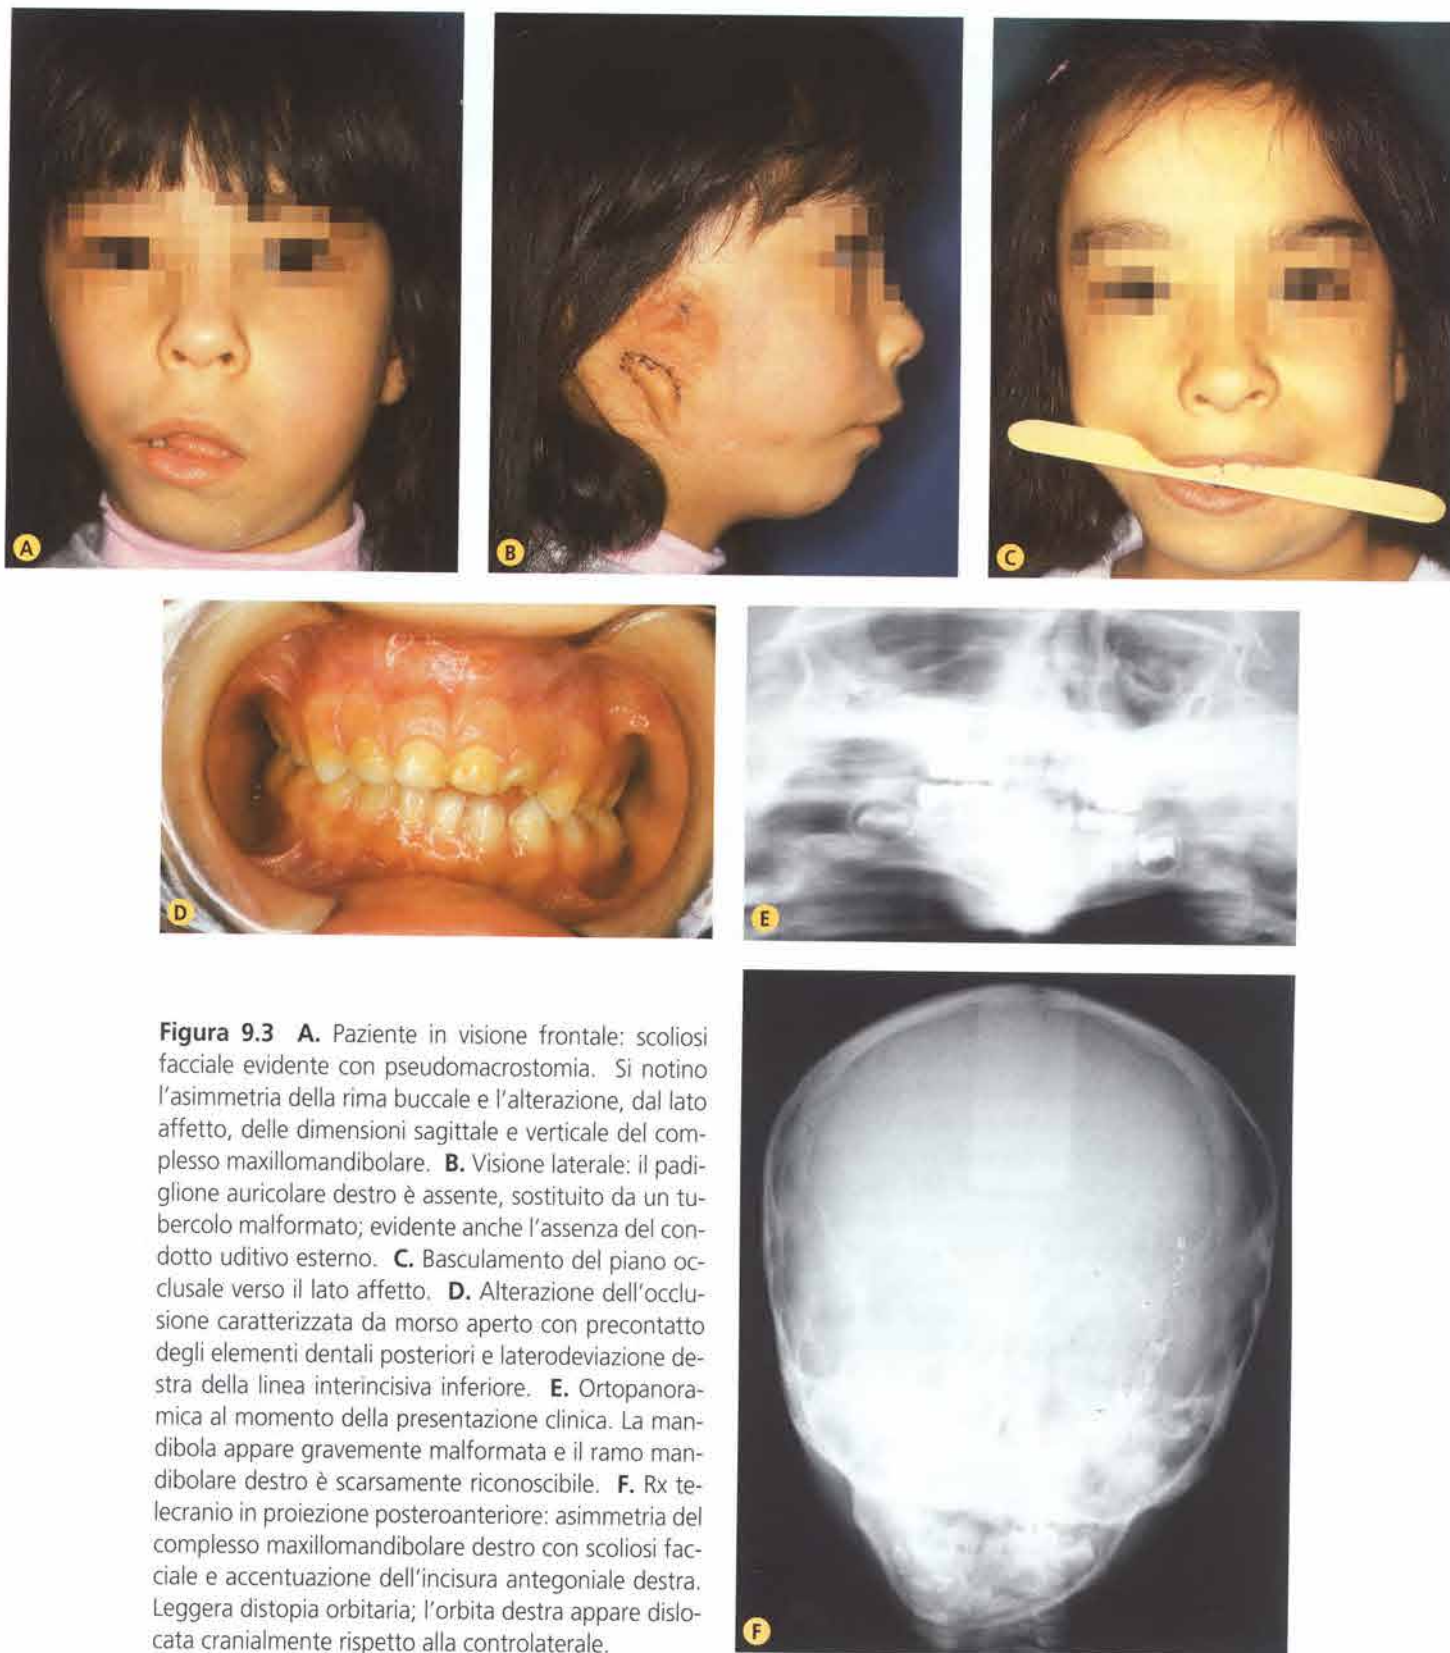 A
B
C
D
E
Figura 9.3 A. Paziente in visione frontale: scoliosi
facciale evidente con pseudomacrostomia. Si notino
l'asimmetria della rima buccale e l'alterazione, dal lato
affetto, delle dimensioni sagittale e verticale del com-
plesso maxillomandibolare. B. Visione laterale: il padi-
glione auricolare destro è assente, sostituito da un tu-
bercolo malformato; evidente anche l'assenza del con-
dotto uditivo esterno. C. Basculamento del piano oc-
clusale verso il lato affetto. D. Alterazione dell'occlu-
sione caratterizzata da morso aperto con precontatto
degli elementi dentali posteriori e laterodeviazione de-
stra della linea interincisiva inferiore. E. Ortopanora-
mica al momento della presentazione clinica. La man-
dibola appare gravemente malformata e il ramo man-
dibolare destro è scarsamente riconoscibile. F. Rx te-
lecranio in proiezione posteroanteriore: asimmetria del
complesso maxillomandibolare destro con scoliosi fac-
ciale e accentuazione dell'incisura antegoniale destra.
Leggera distopia orbitaria; l'orbita destra appare dislo-
cata cranialmente rispetto alla controlaterale.
F